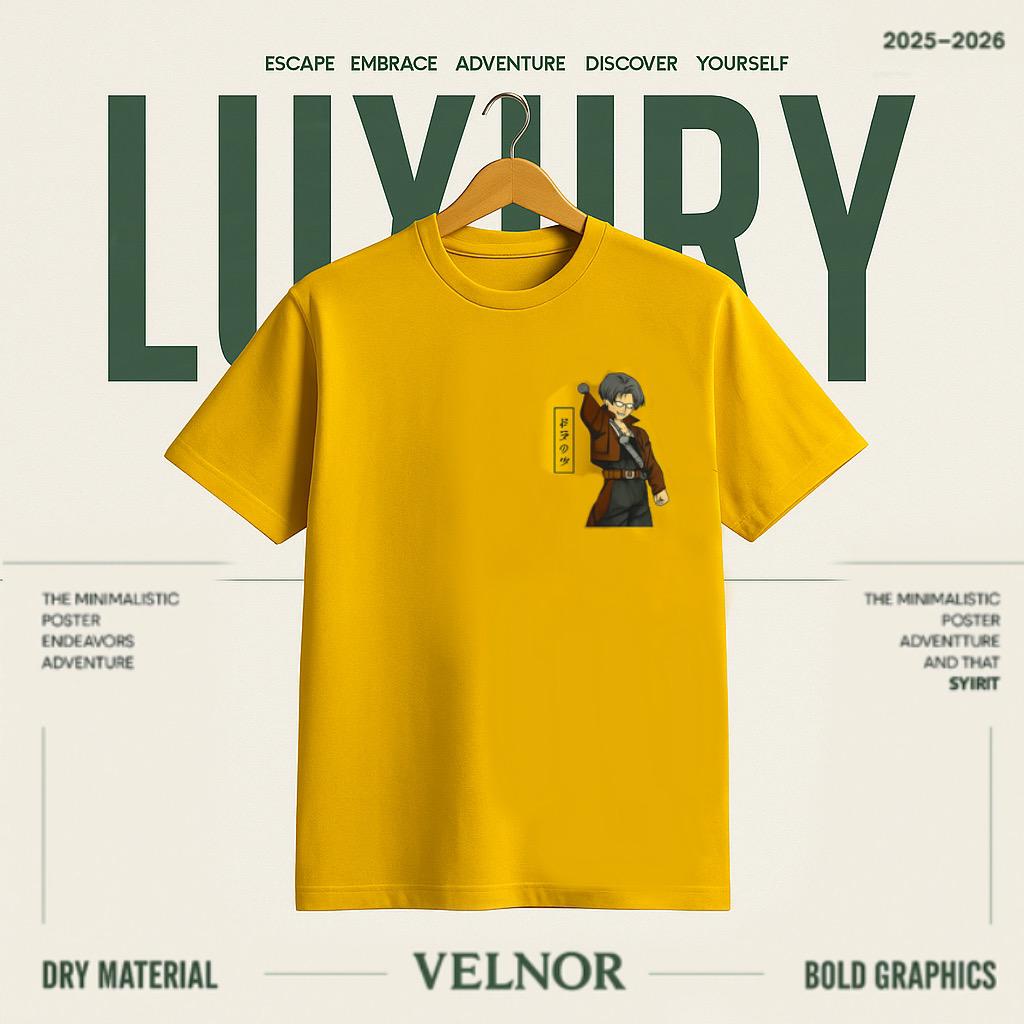 2025–2026
ESCAPE EMBRACE ADVENTURE DISCOVER YOURSELF
LUXURY
THE MINIMALISTIC
POSTER
ENDEAVORS
ADVENTURE
THE MINIMALISTIC
POSTER
ADVENTTURE
AND THAT
SYIRIT
DRY MATERIAL
VELNOR
BOLD GRAPHICS